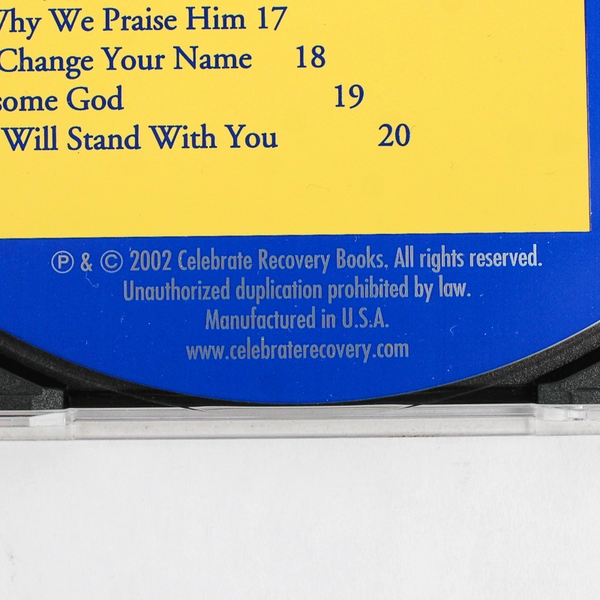 Why We Praise Him 17
Change Your Name 18
some God 19
Will Stand With You 20
℗ & © 2002 Celebrate Recovery Books. All rights reserved.
Unauthorized duplication prohibited by law.
Manufactured in U.S.A.
www.celebraterecovery.com